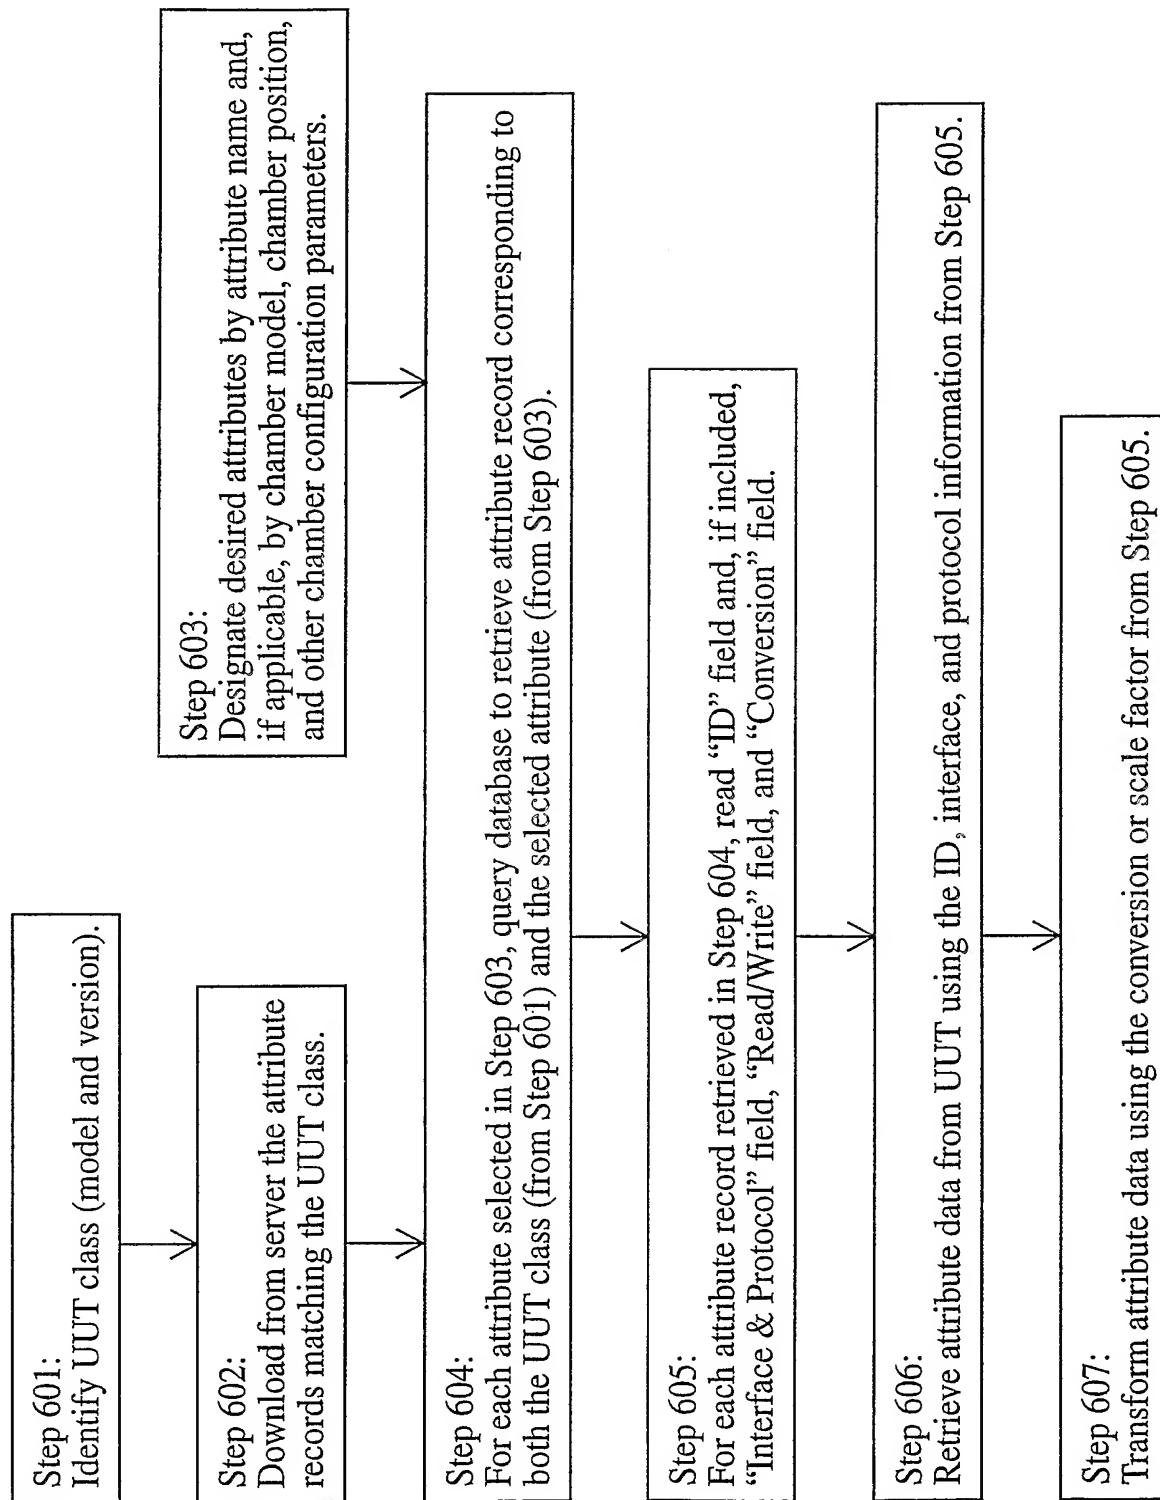 Step 601:
Identify UUT class (model and version).
Step 602:
Download from server the attribute
records matching the UUT class.
Step 603:
Designate desired attributes by attribute name and,
if applicable, by chamber model, chamber position,
and other chamber configuration parameters.
Step 604:
For each attribute selected in Step 603, query database to retrieve attribute record corresponding to
both the UUT class (from Step 601) and the selected attribute (from Step 603).
Step 605:
For each attribute record retrieved in Step 604, read “ID” field and, if included,
“Interface & Protocol” field, “Read/Write” field, and “Conversion” field.
Step 606:
Retrieve attribute data from UUT using the ID, interface, and protocol information from Step 605.
Step 607:
Transform attribute data using the conversion or scale factor from Step 605.